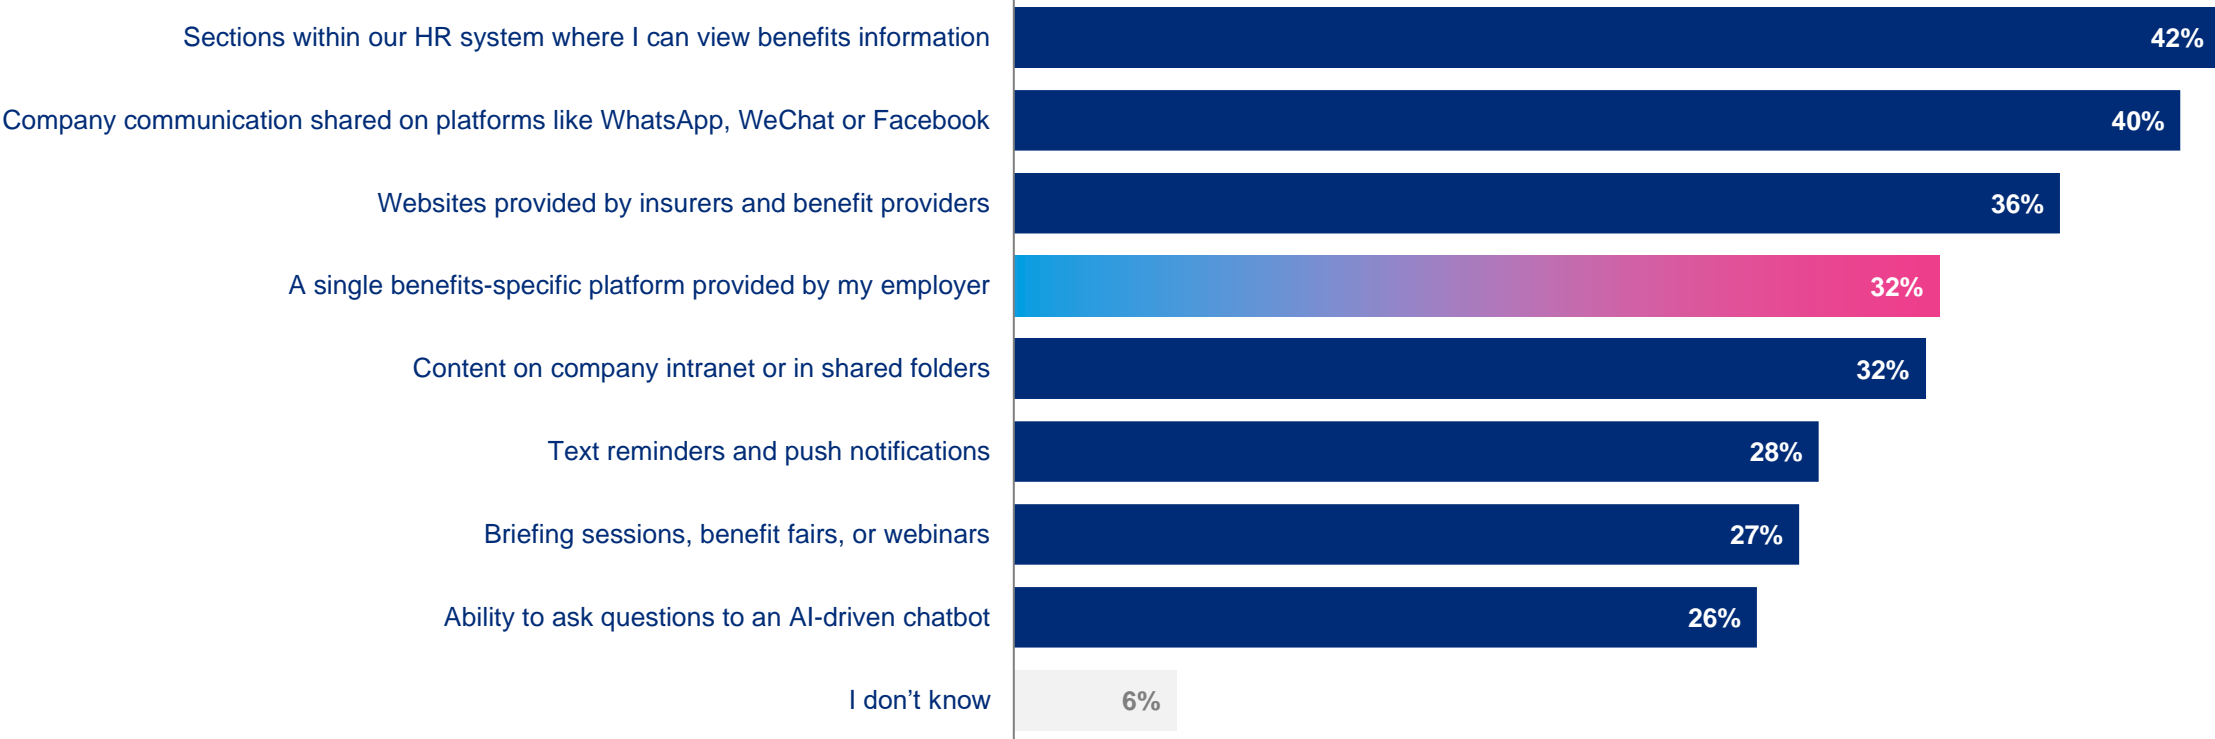 Sections within our HR system where I can view benefits information 42%
Company communication shared on platforms like WhatsApp, WeChat or Facebook 40%
Websites provided by insurers and benefit providers 36%
A single benefits-specific platform provided by my employer 32%
Content on company intranet or in shared folders 32%
Text reminders and push notifications 28%
Briefing sessions, benefit fairs, or webinars 27%
Ability to ask questions to an AI-driven chatbot 26%
I don’t know 6%